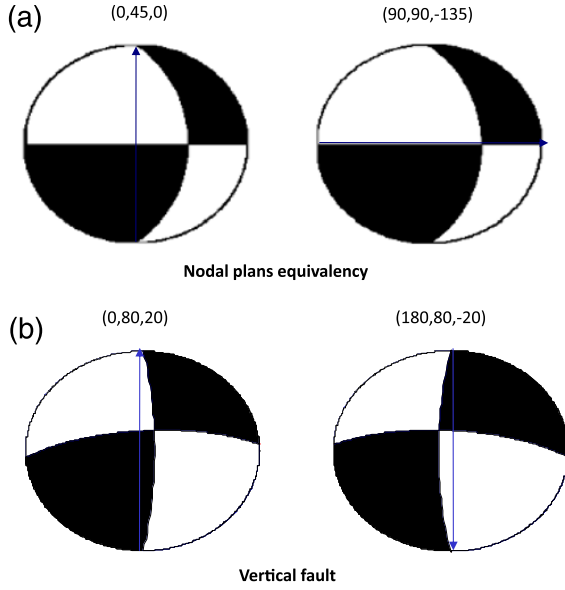 (a)
(0,45,0)
(90,90,-135)
Nodal plans equivalency
(b)
(0,80,20)
(180,80,-20)
Vertical fault